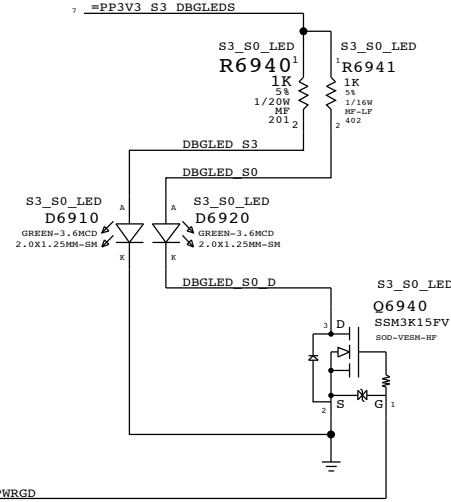 7 =PP3V3_S3_DBGLEDS
S3_S0_LED
R6940
1
1K
5%
1/20W
MF
201
2
S3_S0_LED
1
R6941
1K
5%
1/16W
MF-LF
402
2
DBGLED_S3
DBGLED_S0
S3_S0_LED
D6910
GREEN-3.6MCD
2.0X1.25MM-SM
A
K
S3_S0_LED
D6920
GREEN-3.6MCD
2.0X1.25MM-SM
A
K
DBGLED_S0_D
S3_S0_LED
Q6940
SSM3K15FV
SOD-VESM-HF
3 D
2 S
G 1
PWRGD